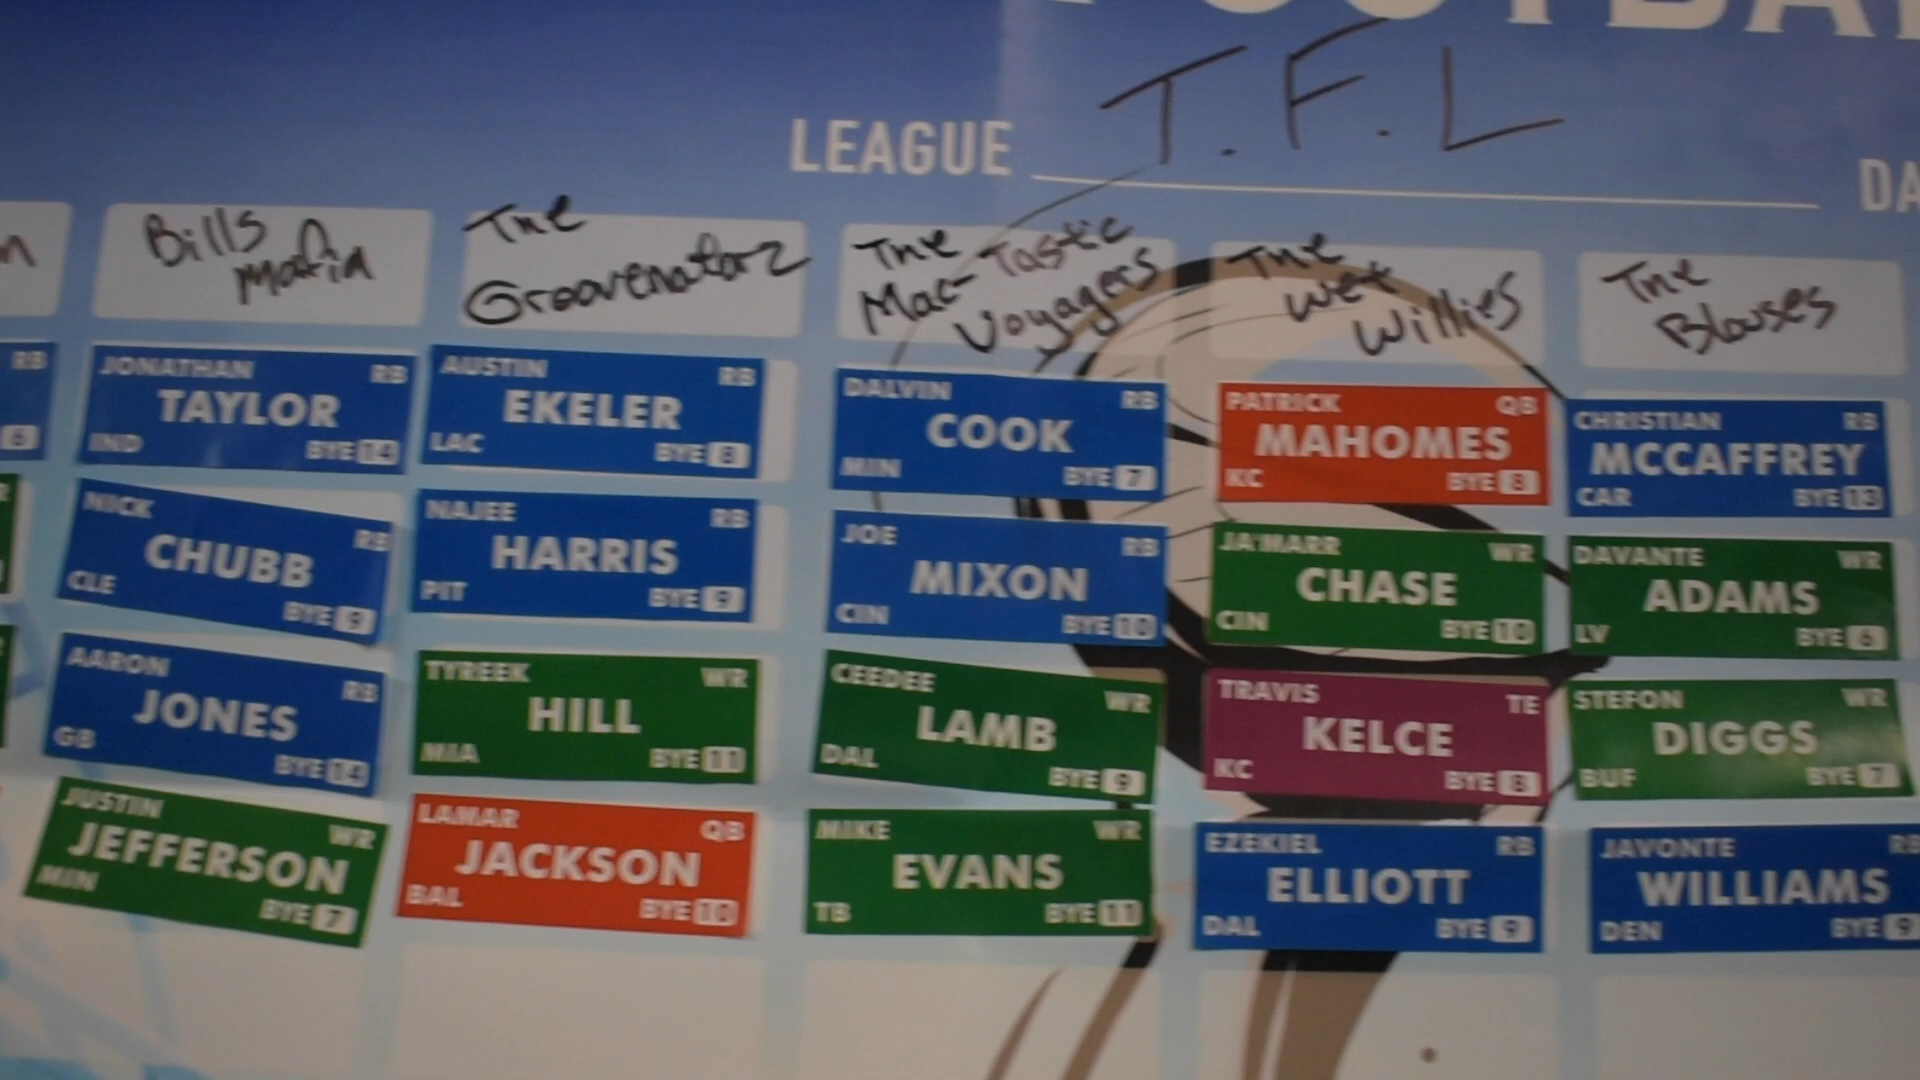 T.F.L
LEAGUE
Bills Mafia
The Groovenatorz
The Mac-Tastic Voyagers
The Wet Willies
The Blouses
RB
6
JONATHAN RB
TAYLOR
IND BYE 14
AUSTIN RB
EKELER
LAC BYE 8
DALVIN RB
COOK
MIN BYE 7
PATRICK QB
MAHOMES
KC BYE 8
CHRISTIAN RB
MCCAFFREY
CAR BYE 13
NICK RB
CHUBB
CLE BYE 9
NAJEE RB
HARRIS
PIT BYE 9
JOE RB
MIXON
CIN BYE 10
JA'MARR WR
CHASE
CIN BYE 10
DAVANTE WR
ADAMS
LV BYE 6
AARON RB
JONES
GB BYE 14
TYREEK WR
HILL
MIA BYE 11
CEEDEE WR
LAMB
DAL BYE 9
TRAVIS TE
KELCE
KC BYE 8
STEFON WR
DIGGS
BUF BYE 7
JUSTIN WR
JEFFERSON
MIN BYE 7
LAMAR QB
JACKSON
BAL BYE 10
MIKE WR
EVANS
TB BYE 11
EZEKIEL RB
ELLIOTT
DAL BYE 9
JAVONTE RB
WILLIAMS
DEN BYE 9